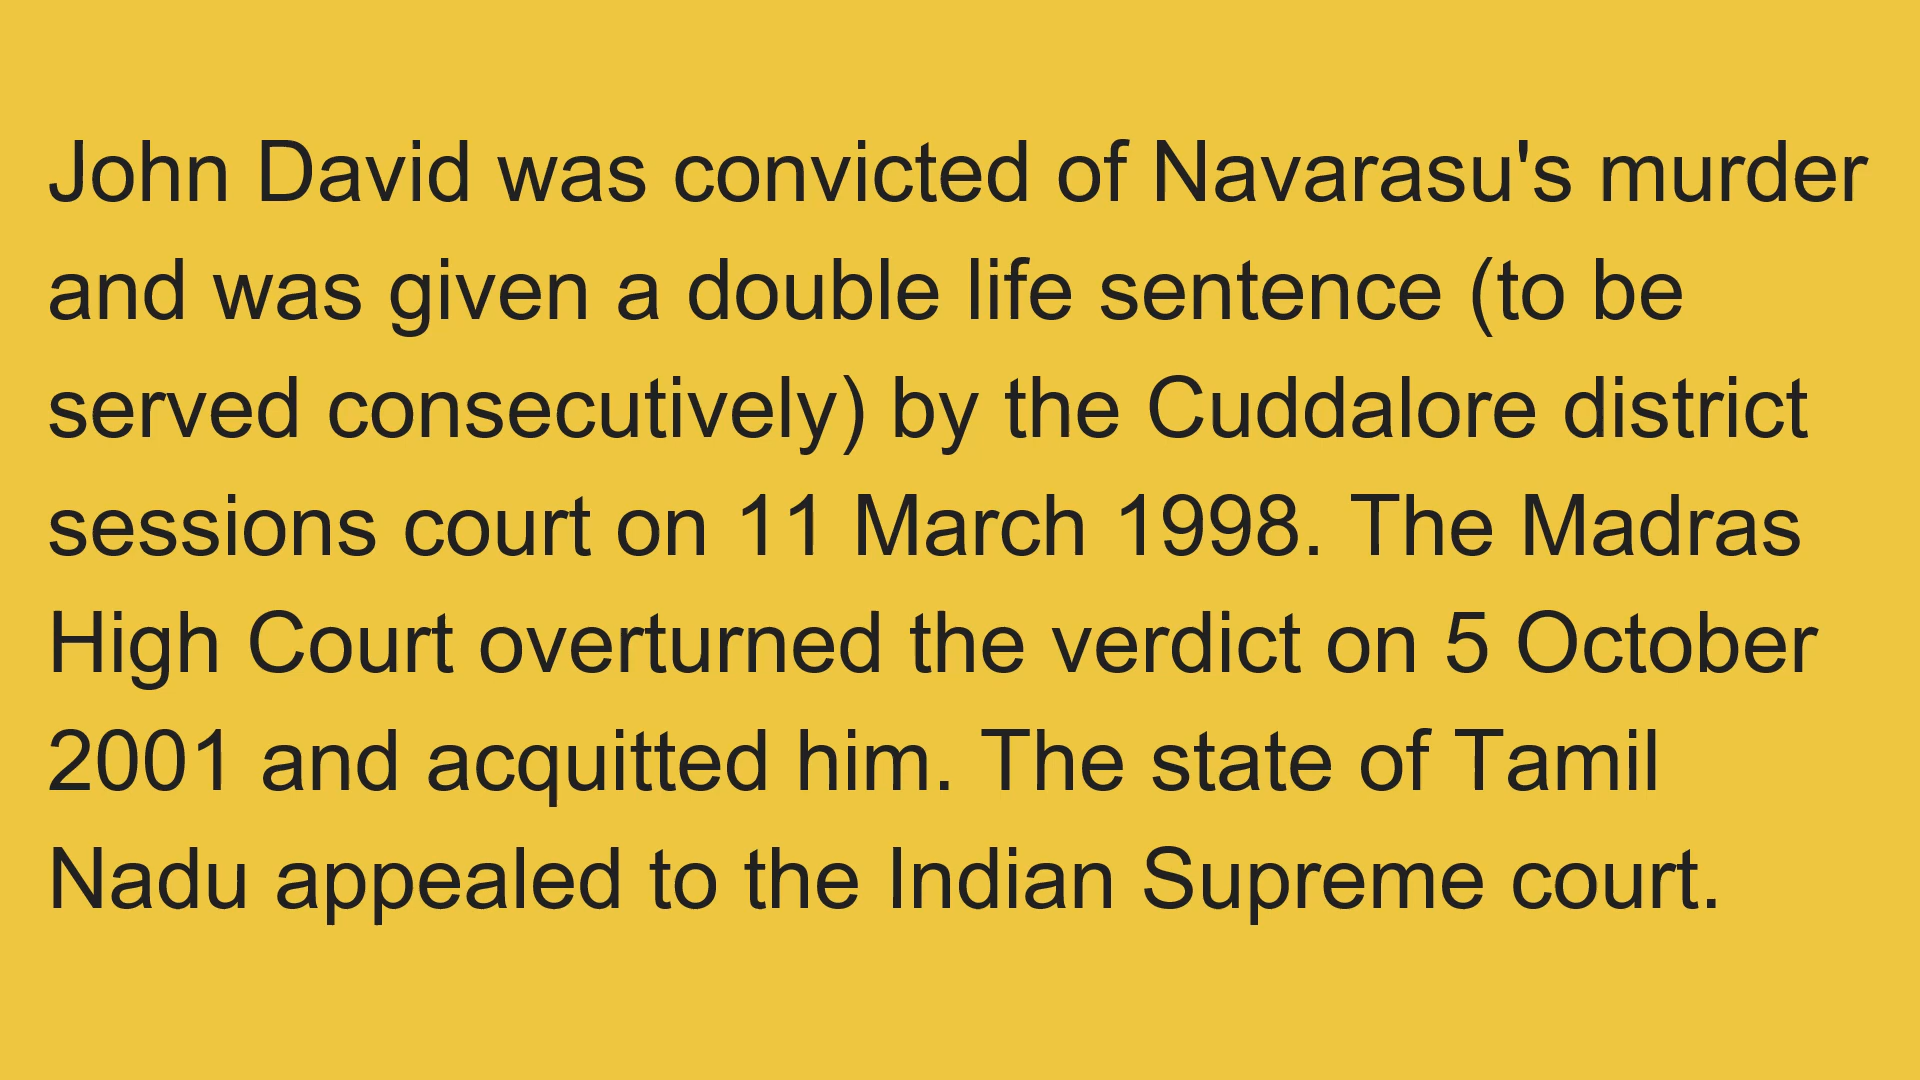 John David was convicted of Navarasu's murder
and was given a double life sentence (to be
served consecutively) by the Cuddalore district
sessions court on 11 March 1998. The Madras
High Court overturned the verdict on 5 October
2001 and acquitted him. The state of Tamil
Nadu appealed to the Indian Supreme court.